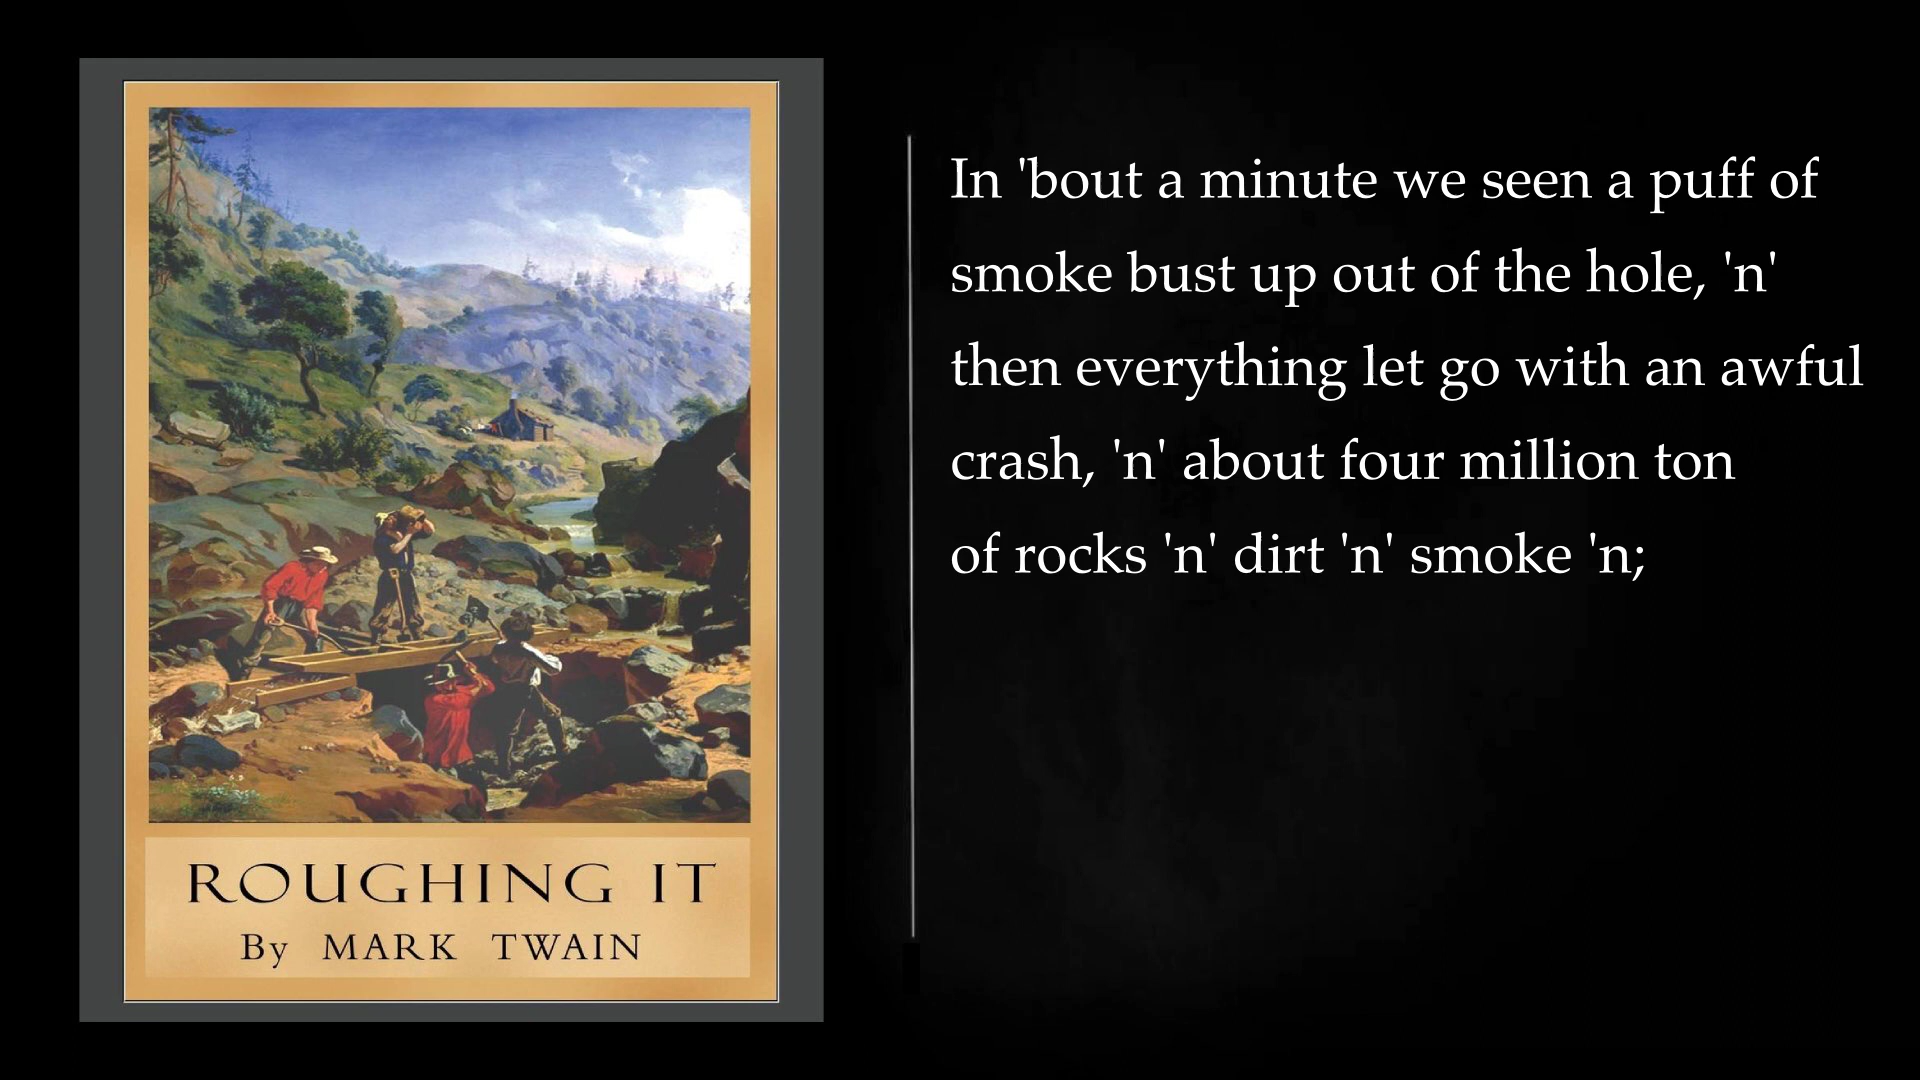 ROUGHING IT
By MARK TWAIN
In 'bout a minute we seen a puff of
smoke bust up out of the hole, 'n'
then everything let go with an awful
crash, 'n' about four million ton
of rocks 'n' dirt 'n' smoke 'n;